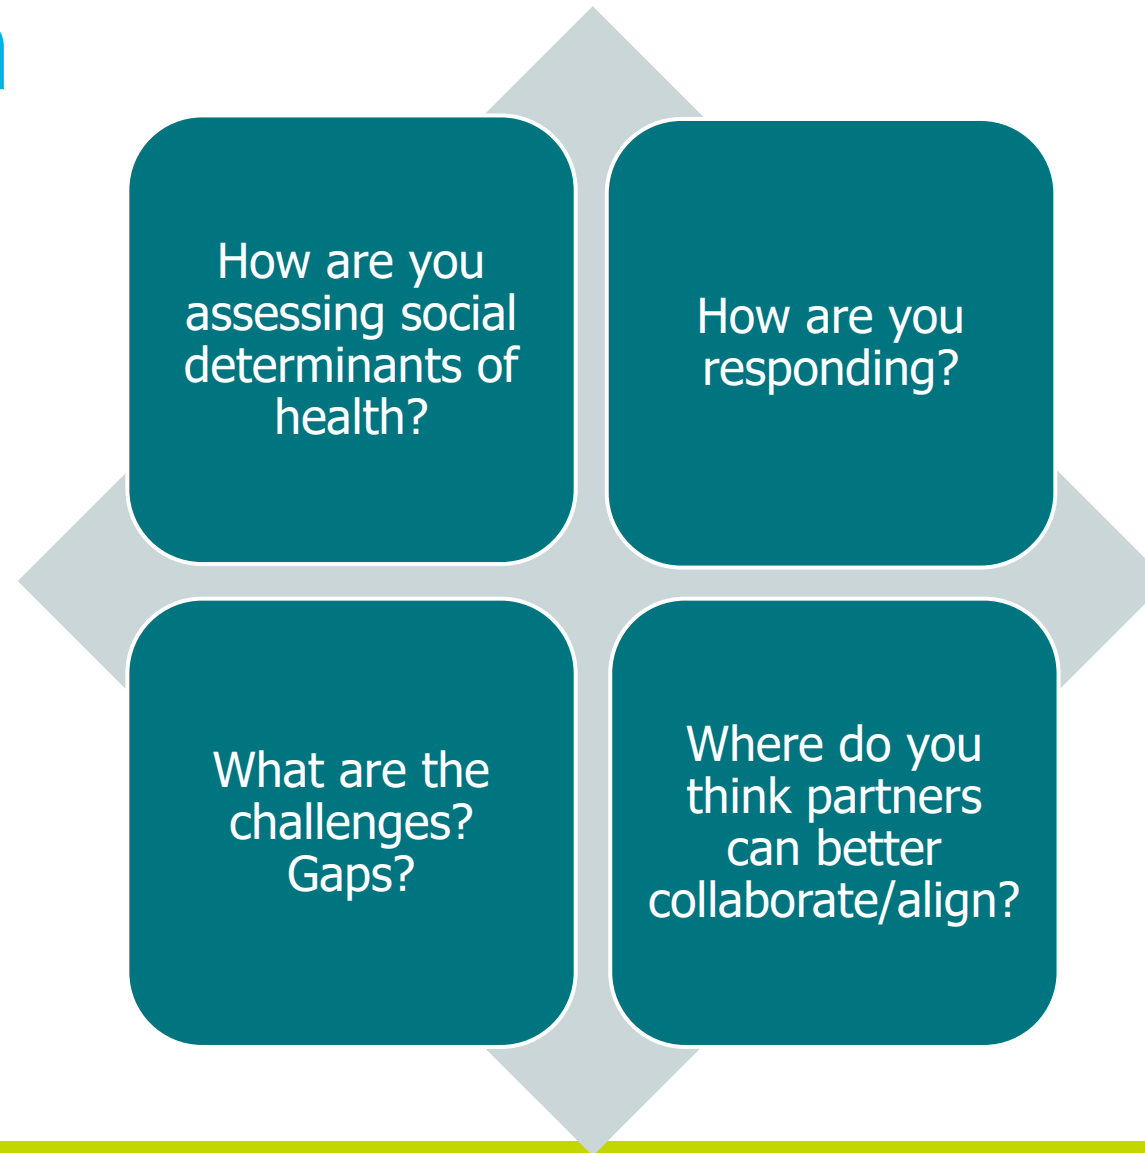 How are you
assessing social
determinants of
health?
How are you
responding?
What are the
challenges?
Gaps?
Where do you
think partners
can better
collaborate/align?